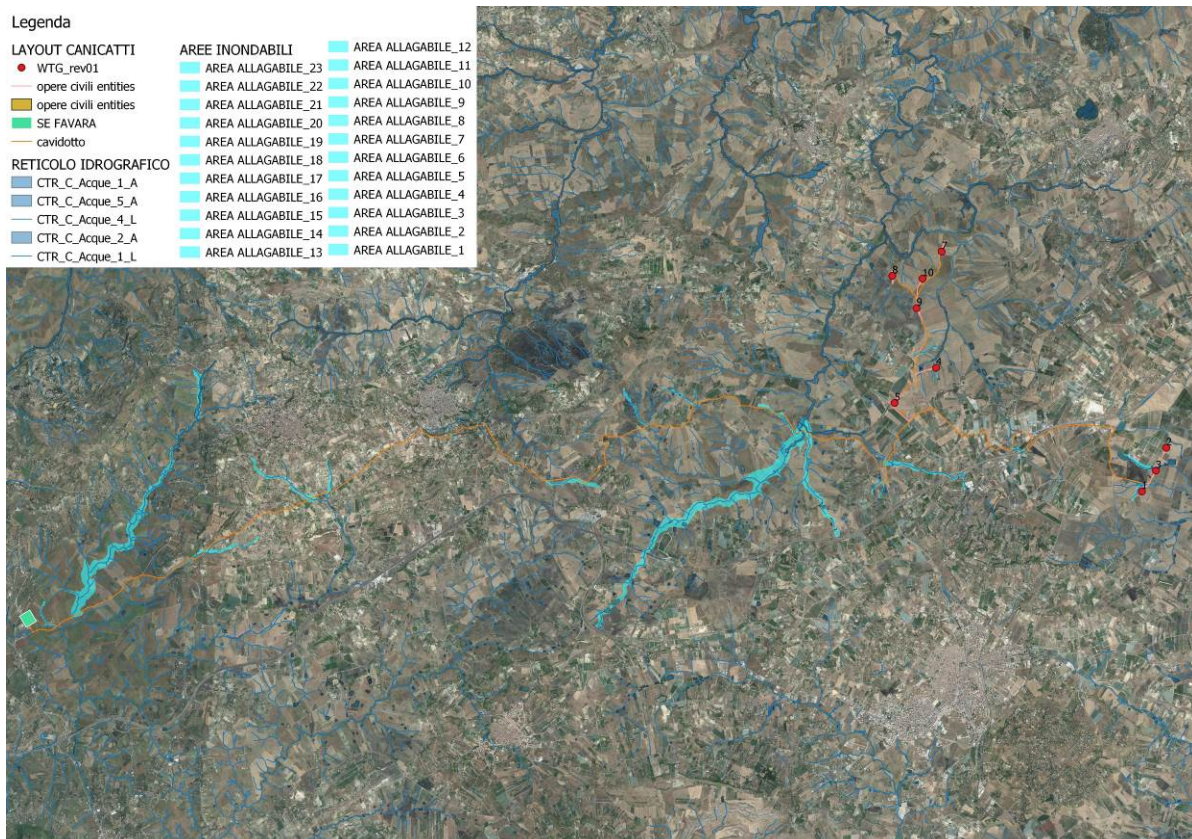 Legenda
LAYOUT CANICATTI
WTG_rev01
opere civili entities
opere civili entities
SE FAVARA
cavidotto
RETICOLO IDROGRAFICO
CTR_C_Acque_1_A
CTR_C_Acque_5_A
CTR_C_Acque_4_L
CTR_C_Acque_2_A
CTR_C_Acque_1_L
AREE INONDABILI
AREA ALLAGABILE_23
AREA ALLAGABILE_22
AREA ALLAGABILE_21
AREA ALLAGABILE_20
AREA ALLAGABILE_19
AREA ALLAGABILE_18
AREA ALLAGABILE_17
AREA ALLAGABILE_16
AREA ALLAGABILE_15
AREA ALLAGABILE_14
AREA ALLAGABILE_13
AREA ALLAGABILE_12
AREA ALLAGABILE_11
AREA ALLAGABILE_10
AREA ALLAGABILE_9
AREA ALLAGABILE_8
AREA ALLAGABILE_7
AREA ALLAGABILE_6
AREA ALLAGABILE_5
AREA ALLAGABILE_4
AREA ALLAGABILE_3
AREA ALLAGABILE_2
AREA ALLAGABILE_1
7
8
10
9
4
5
2
3
1